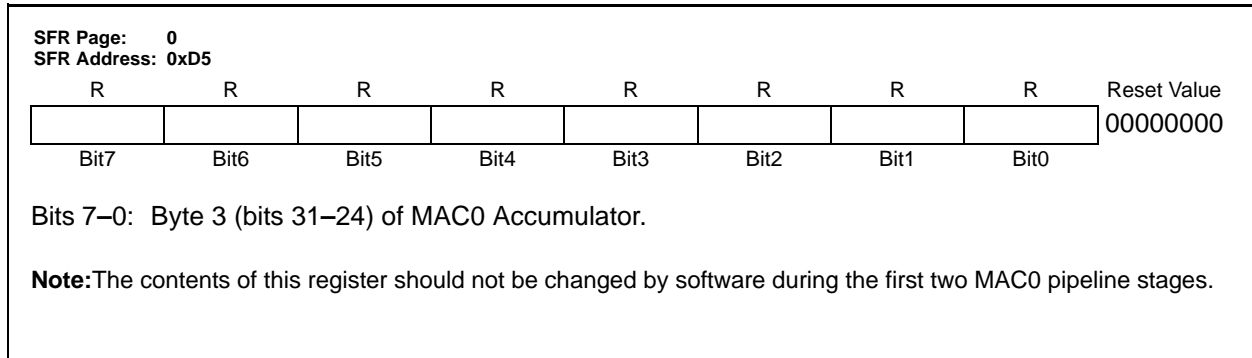 SFR Page: 0
SFR Address: 0xD5
R R R R R R R R Reset Value
00000000
Bit7 Bit6 Bit5 Bit4 Bit3 Bit2 Bit1 Bit0
Bits 7–0: Byte 3 (bits 31–24) of MAC0 Accumulator.
Note:The contents of this register should not be changed by software during the first two MAC0 pipeline stages.